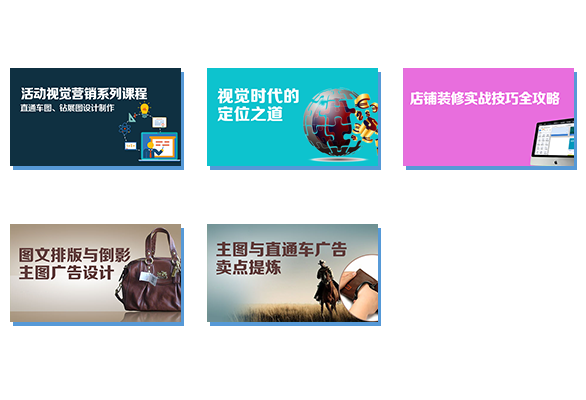 活动视觉营销系列课程
直通车图、钻展图设计制作
视觉时代的
定位之道
店铺装修实战技巧全攻略
图文排版与倒影
主图广告设计
主图与直通车广告
卖点提炼